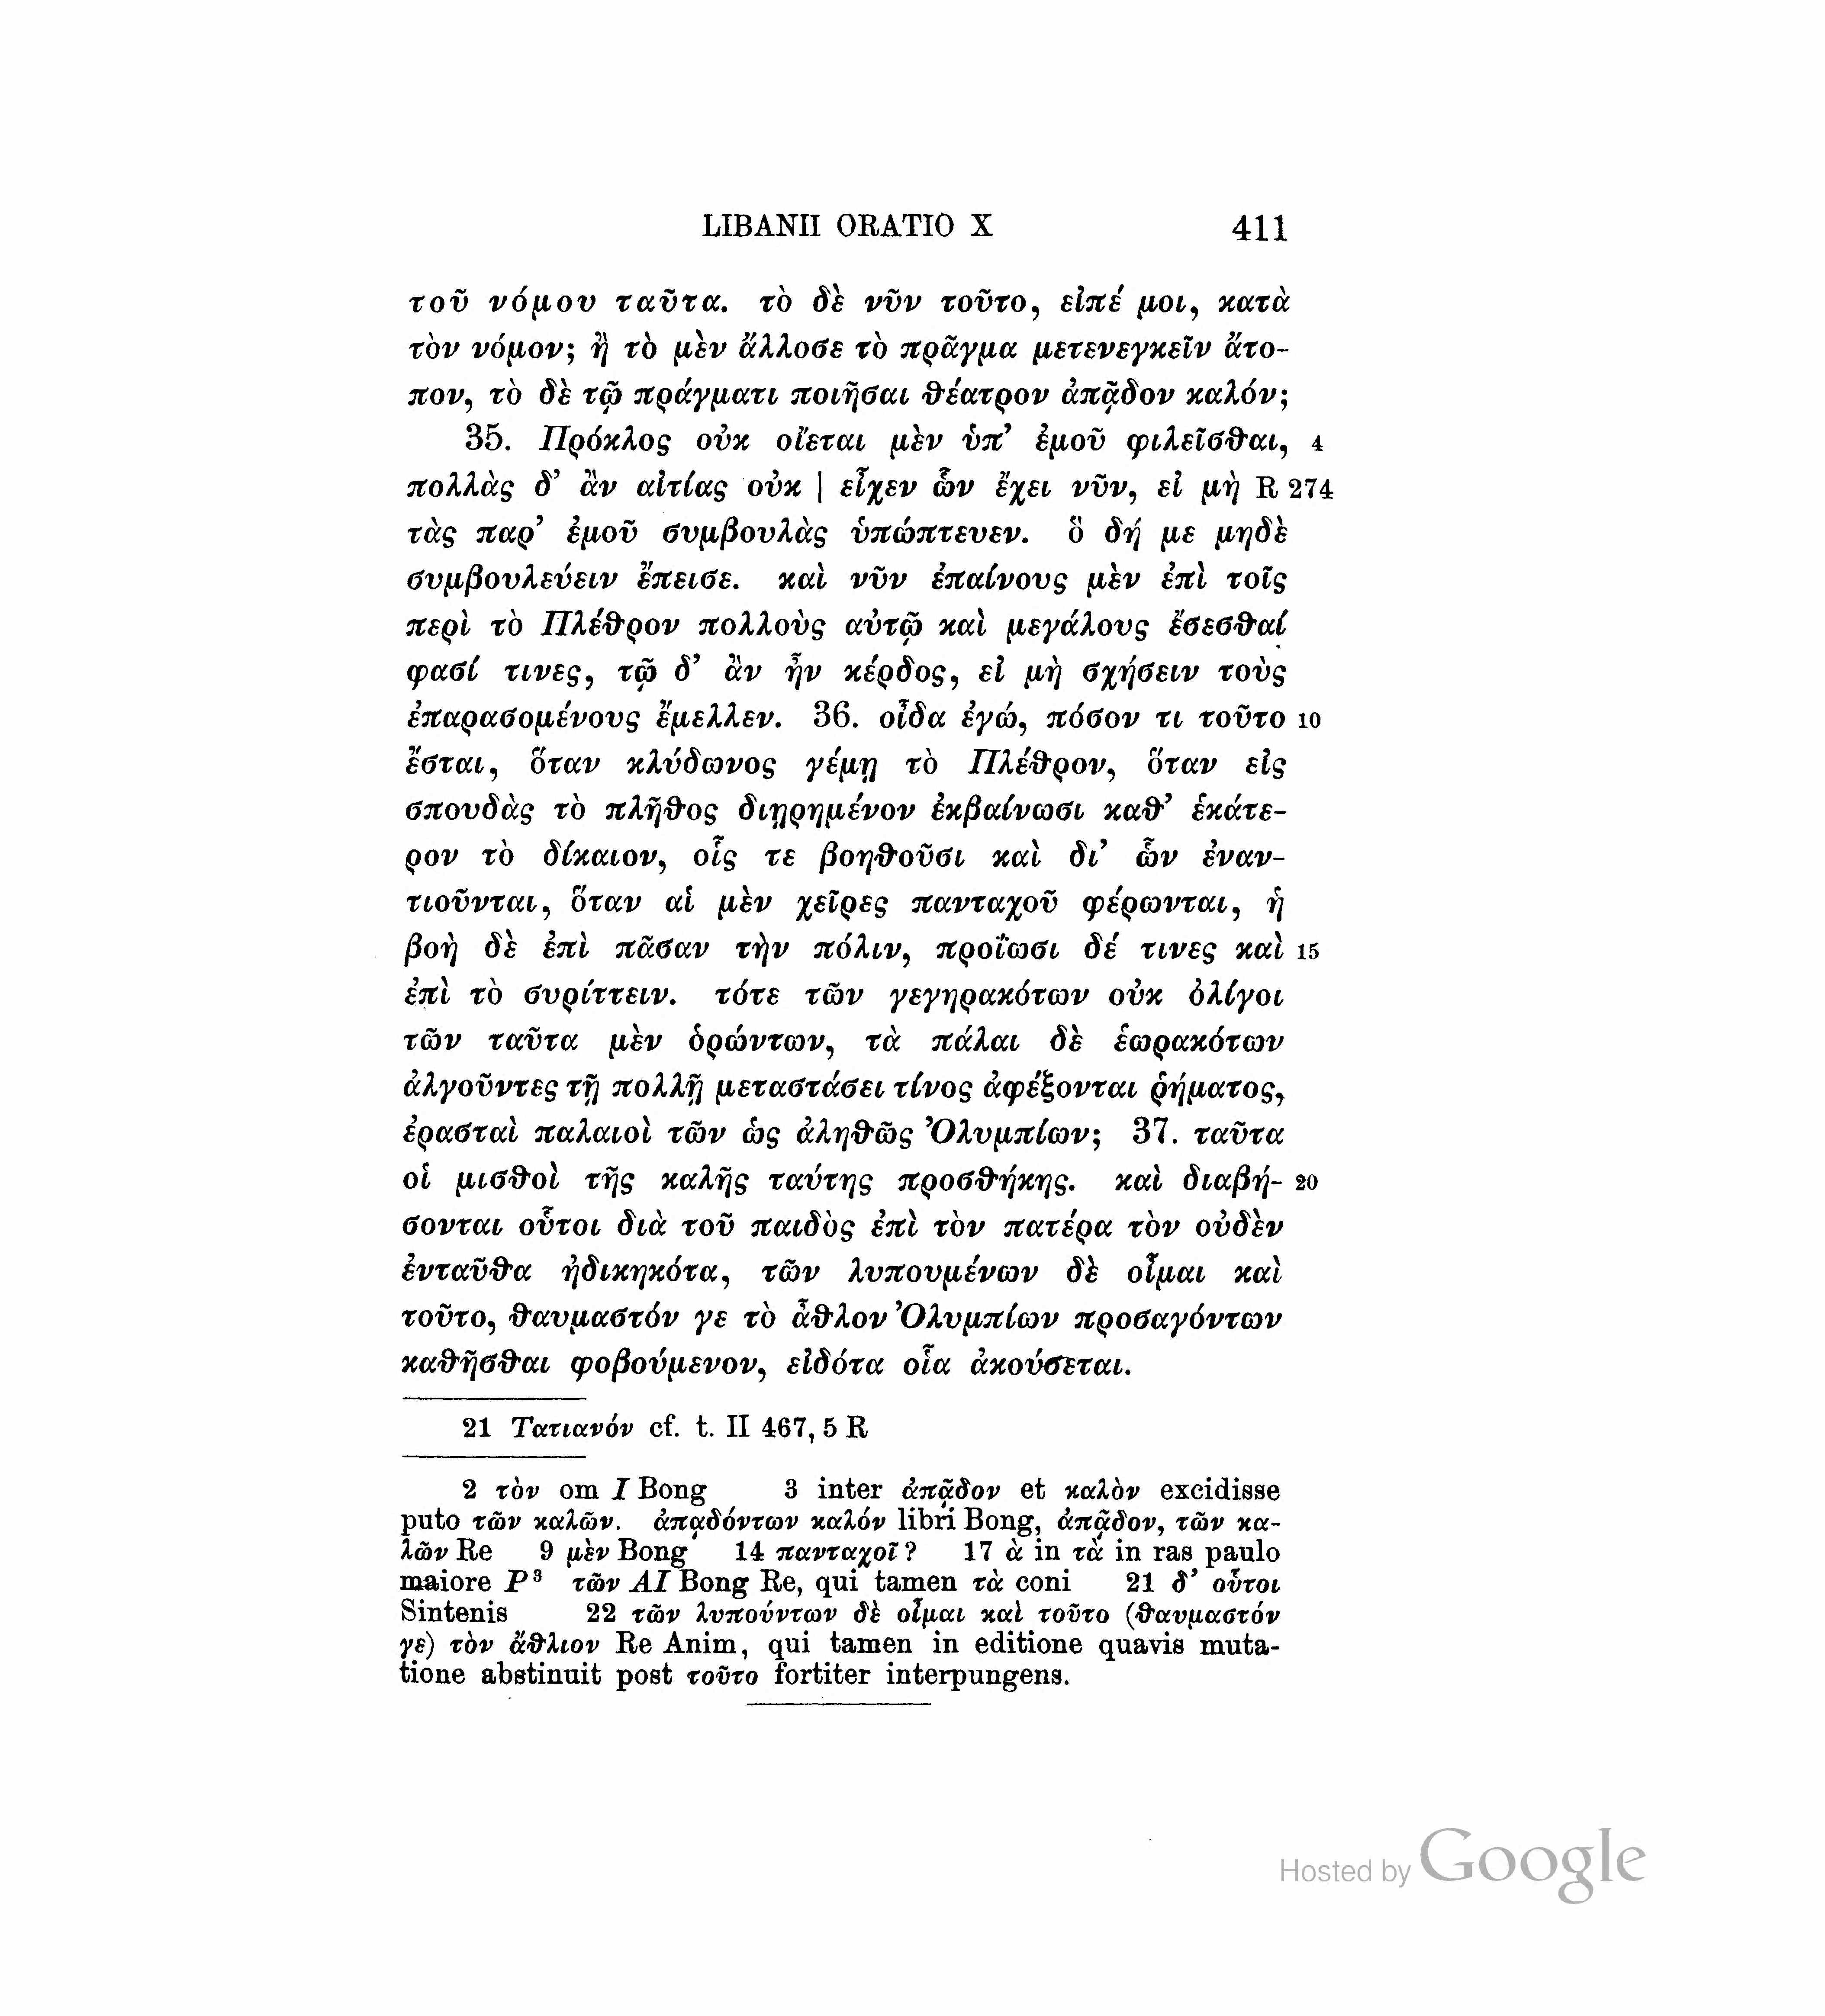 LIBANII ORATIO X 411
τοῦ νόμου ταῦτα. τὸ δὲ νῦν τοῦτο, εἰπέ μοι, κατὰ
τὸν νόμον; ἢ τὸ μὲν ἄλλοσε τὸ πρᾶγμα μετενεγκεῖν ἄτο-
πον, τὸ δὲ τῷ πράγματι ποιῆσαι θέατρον ἀπᾷδον καλόν;
35. Πρόκλος οὐκ οἴεται μὲν ὑπ’ ἐμοῦ φιλεῖσθαι, 4
πολλὰς δ’ ἂν αἰτίας οὐκ | εἶχεν ὧν ἔχει νῦν, εἰ μὴ R 274
τὰς παρ’ ἐμοῦ συμβουλὰς ὑπώπτευεν. ὃ δή με μηδὲ
συμβουλεύειν ἔπεισε. καὶ νῦν ἐπαίνους μὲν ἐπὶ τοῖς
περὶ τὸ Πλέθρον πολλοὺς αὐτῷ καὶ μεγάλους ἔσεσθαί
φασί τινες, τῷ δ’ ἂν ἦν κέρδος, εἰ μὴ σχήσειν τοὺς
ἐπαρασομένους ἔμελλεν. 36. οἶδα ἐγώ, πόσον τι τοῦτο 10
ἔσται, ὅταν κλύδωνος γέμῃ τὸ Πλέθρον, ὅταν εἰς
σπουδὰς τὸ πλῆθος διῃρημένον ἐκβαίνωσι καθ’ ἑκάτε-
ρον τὸ δίκαιον, οἷς τε βοηθοῦσι καὶ δι’ ὧν ἐναν-
τιοῦνται, ὅταν αἱ μὲν χεῖρες πανταχοῦ φέρωνται, ἡ
βοὴ δὲ ἐπὶ πᾶσαν τὴν πόλιν, προΐωσι δέ τινες καὶ 15
ἐπὶ τὸ συρίττειν. τότε τῶν γεγηρακότων οὐκ ὀλίγοι
τῶν ταῦτα μὲν ὁρώντων, τὰ πάλαι δὲ ἑωρακότων
ἀλγοῦντες τῇ πολλῇ μεταστάσει τίνος ἀφέξονται ῥήματος,
ἐρασταὶ παλαιοὶ τῶν ὡς ἀληθῶς Ὀλυμπίων; 37. ταῦτα
οἱ μισθοὶ τῆς καλῆς ταύτης προσθήκης. καὶ διαβή- 20
σονται οὗτοι διὰ τοῦ παιδὸς ἐπὶ τὸν πατέρα τὸν οὐδὲν
ἐνταῦθα ἠδικηκότα, τῶν λυπουμένων δὲ οἶμαι καὶ
τοῦτο, θαυμαστόν γε τὸ ἆθλον Ὀλυμπίων προσαγόντων
καθῆσθαι φοβούμενον, εἰδότα οἷα ἀκούσεται.
21 Τατιανόν cf. t. II 467, 5 R
2 τὸν om I Bong 3 inter ἀπᾷδον et καλὸν excidisse
puto τῶν καλῶν. ἀπᾳδόντων καλόν libri Bong, ἀπᾷδον, τῶν κα-
λῶν Re 9 μὲν Bong 14 πανταχοῖ? 17 ὰ in τὰ in ras paulo
maiore P³ τῶν AI Bong Re, qui tamen τὰ coni 21 δ’ οὗτοι
Sintenis 22 τῶν λυπούντων δὲ οἶμαι καὶ τοῦτο (θαυμαστόν
γε) τὸν ἄθλιον Re Anim, qui tamen in editione quavis muta-
tione abstinuit post τοῦτο fortiter interpungens.
Hosted by Google